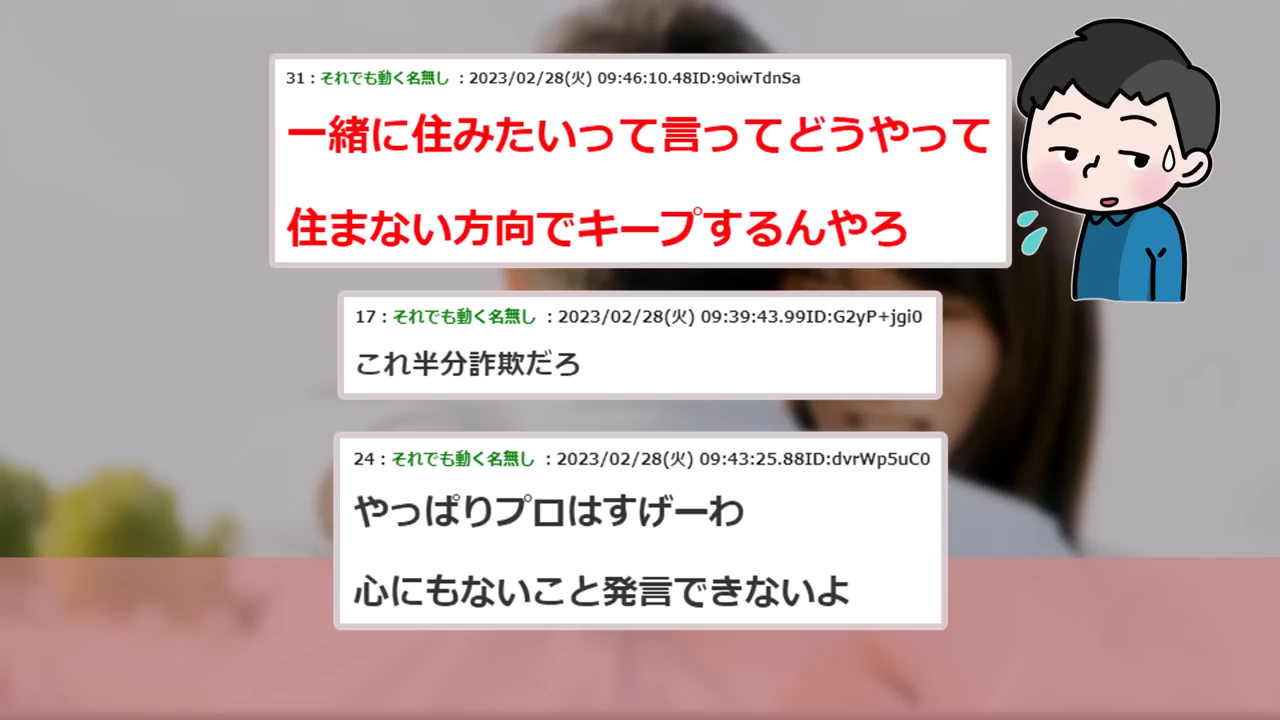 31：それでも動く名無し ：2023/02/28(火) 09:46:10.48ID:9oiwTdnSa
一緒に住みたいって言ってどうやって
住まない方向でキープするんやろ
17：それでも動く名無し ：2023/02/28(火) 09:39:43.99ID:G2yP+jgi0
これ半分詐欺だろ
24：それでも動く名無し ：2023/02/28(火) 09:43:25.88ID:dvrWp5uC0
やっぱりプロはすげーわ
心にもないこと発言できないよ